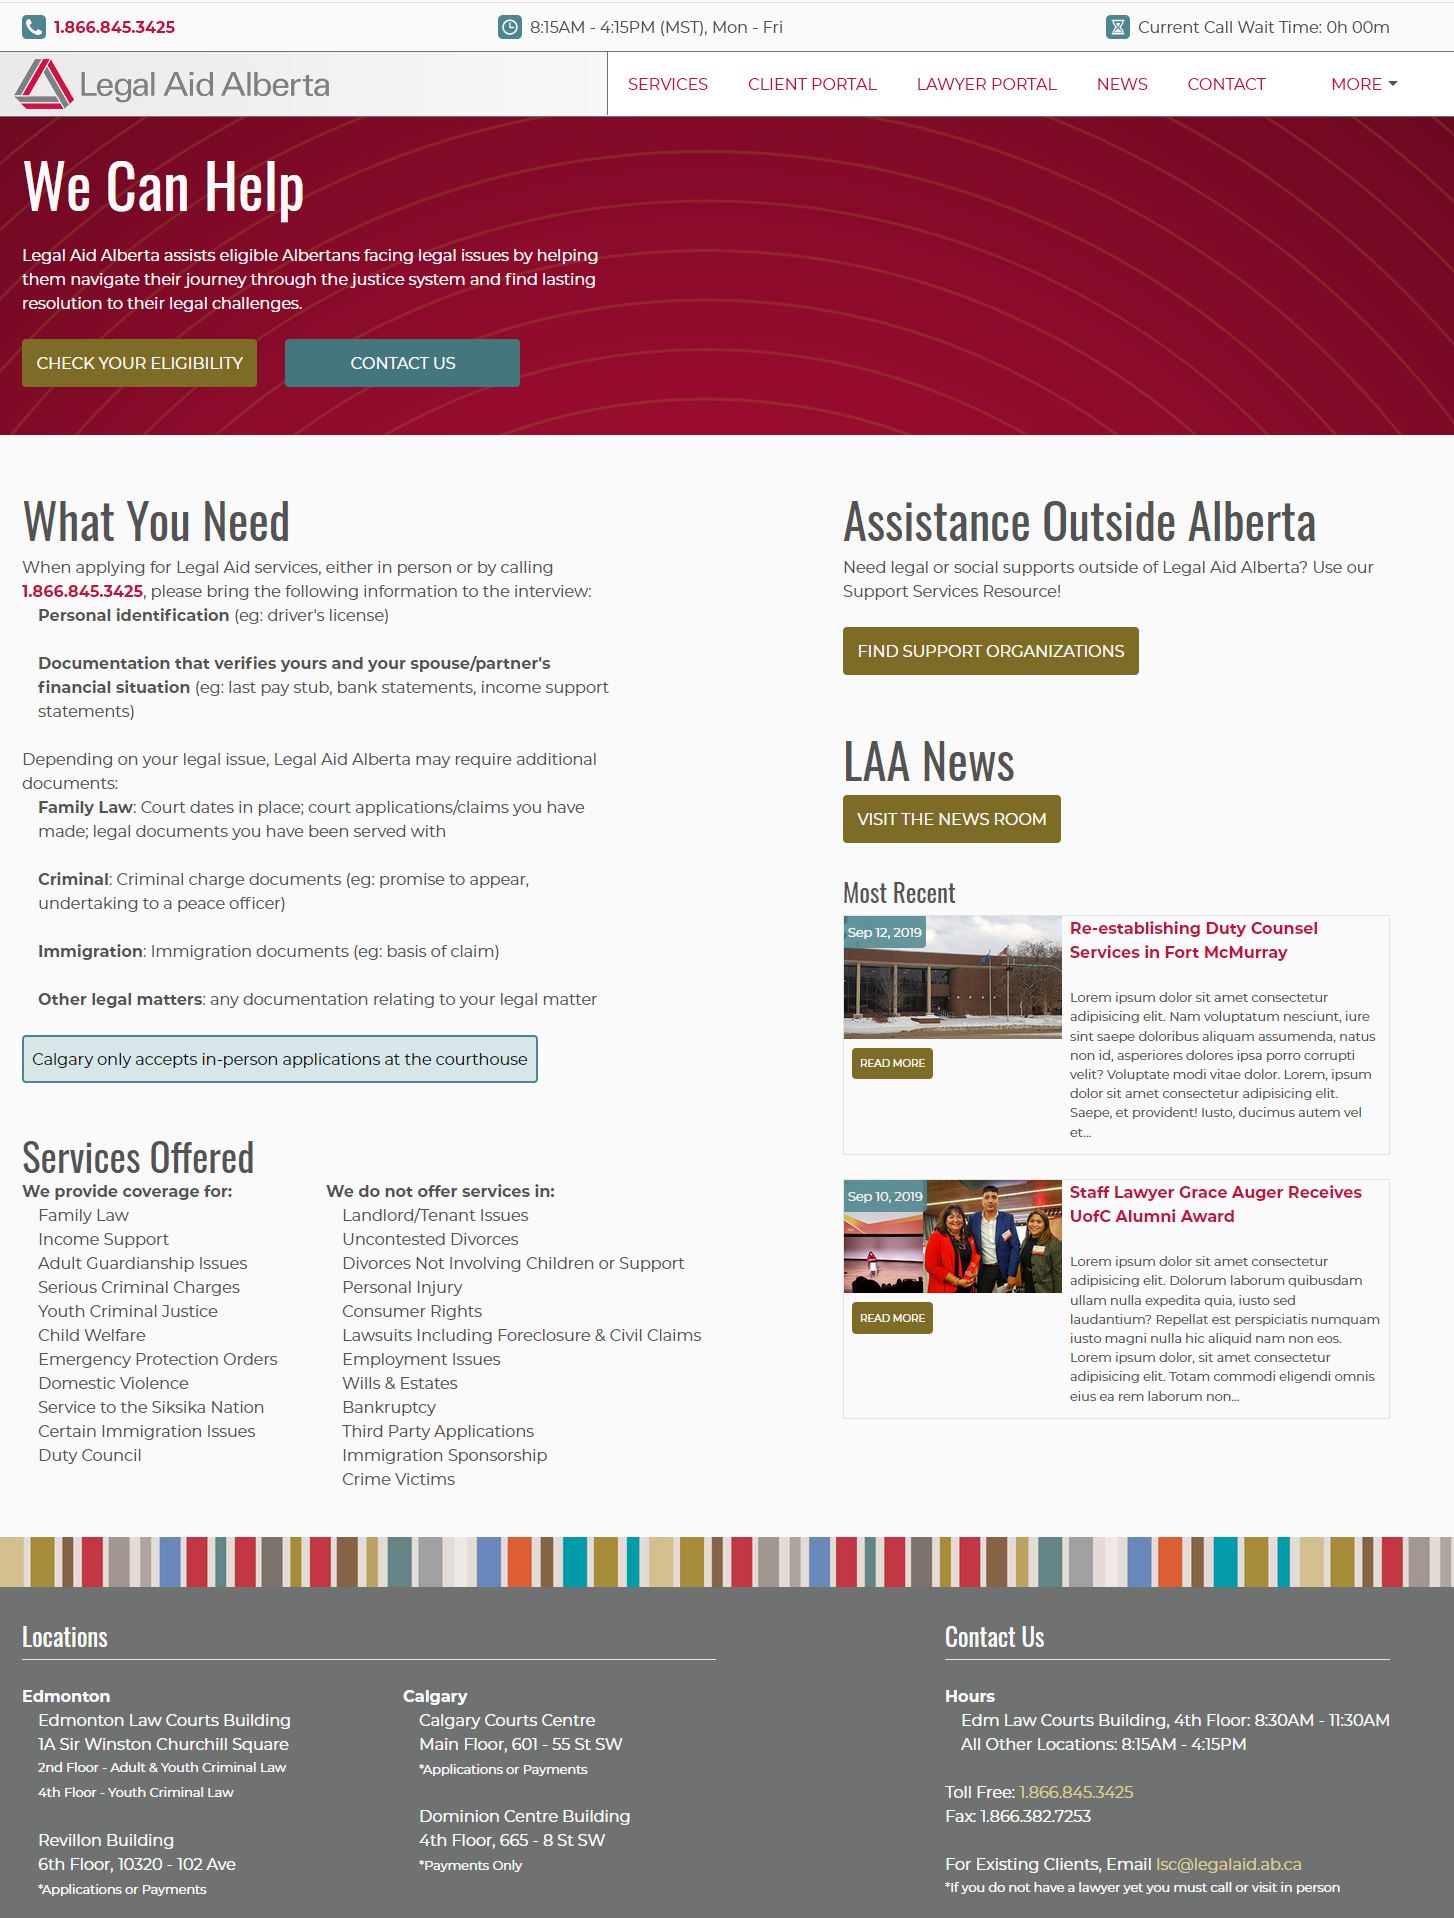 1.866.845.3425
8:15AM - 4:15PM (MST), Mon - Fri
Current Call Wait Time: 0h 00m
Legal Aid Alberta
SERVICES
CLIENT PORTAL
LAWYER PORTAL
NEWS
CONTACT
MORE
We Can Help
Legal Aid Alberta assists eligible Albertans facing legal issues by helping
them navigate their journey through the justice system and find lasting
resolution to their legal challenges.
CHECK YOUR ELIGIBILITY
CONTACT US
What You Need
When applying for Legal Aid services, either in person or by calling
1.866.845.3425, please bring the following information to the interview:
Personal identification (eg: driver's license)
Documentation that verifies yours and your spouse/partner's
financial situation (eg: last pay stub, bank statements, income support
statements)
Depending on your legal issue, Legal Aid Alberta may require additional
documents:
Family Law: Court dates in place; court applications/claims you have
made; legal documents you have been served with
Criminal: Criminal charge documents (eg: promise to appear,
undertaking to a peace officer)
Immigration: Immigration documents (eg: basis of claim)
Other legal matters: any documentation relating to your legal matter
Calgary only accepts in-person applications at the courthouse
Services Offered
We provide coverage for:
Family Law
Income Support
Adult Guardianship Issues
Serious Criminal Charges
Youth Criminal Justice
Child Welfare
Emergency Protection Orders
Domestic Violence
Service to the Siksika Nation
Certain Immigration Issues
Duty Council
We do not offer services in:
Landlord/Tenant Issues
Uncontested Divorces
Divorces Not Involving Children or Support
Personal Injury
Consumer Rights
Lawsuits Including Foreclosure & Civil Claims
Employment Issues
Wills & Estates
Bankruptcy
Third Party Applications
Immigration Sponsorship
Crime Victims
Assistance Outside Alberta
Need legal or social supports outside of Legal Aid Alberta? Use our
Support Services Resource!
FIND SUPPORT ORGANIZATIONS
LAA News
VISIT THE NEWS ROOM
Most Recent
Sep 12, 2019
READ MORE
Re-establishing Duty Counsel
Services in Fort McMurray
Lorem ipsum dolor sit amet consectetur
adipisicing elit. Nam voluptatum nesciunt, iure
sint saepe doloribus aliquam assumenda, natus
non id, asperiores dolores ipsa porro corrupti
velit? Voluptate modi vitae dolor. Lorem, ipsum
dolor sit amet consectetur adipisicing elit.
Saepe, et provident! Iusto, ducimus autem vel
et...
Sep 10, 2019
READ MORE
Staff Lawyer Grace Auger Receives
UofC Alumni Award
Lorem ipsum dolor sit amet consectetur
adipisicing elit. Dolorum laborum quibusdam
ullam nulla expedita quia, iusto sed
laudantium? Repellat est perspiciatis numquam
iusto magni nulla hic aliquid nam non eos.
Lorem ipsum dolor, sit amet consectetur
adipisicing elit. Totam commodi eligendi omnis
eius ea rem laborum non...
Locations
Edmonton
Edmonton Law Courts Building
1A Sir Winston Churchill Square
2nd Floor - Adult & Youth Criminal Law
4th Floor - Youth Criminal Law
Revillon Building
6th Floor, 10320 - 102 Ave
*Applications or Payments
Calgary
Calgary Courts Centre
Main Floor, 601 - 55 St SW
*Applications or Payments
Dominion Centre Building
4th Floor, 665 - 8 St SW
*Payments Only
Contact Us
Hours
Edm Law Courts Building, 4th Floor: 8:30AM - 11:30AM
All Other Locations: 8:15AM - 4:15PM
Toll Free: 1.866.845.3425
Fax: 1.866.382.7253
For Existing Clients, Email lsc@legalaid.ab.ca
*If you do not have a lawyer yet you must call or visit in person